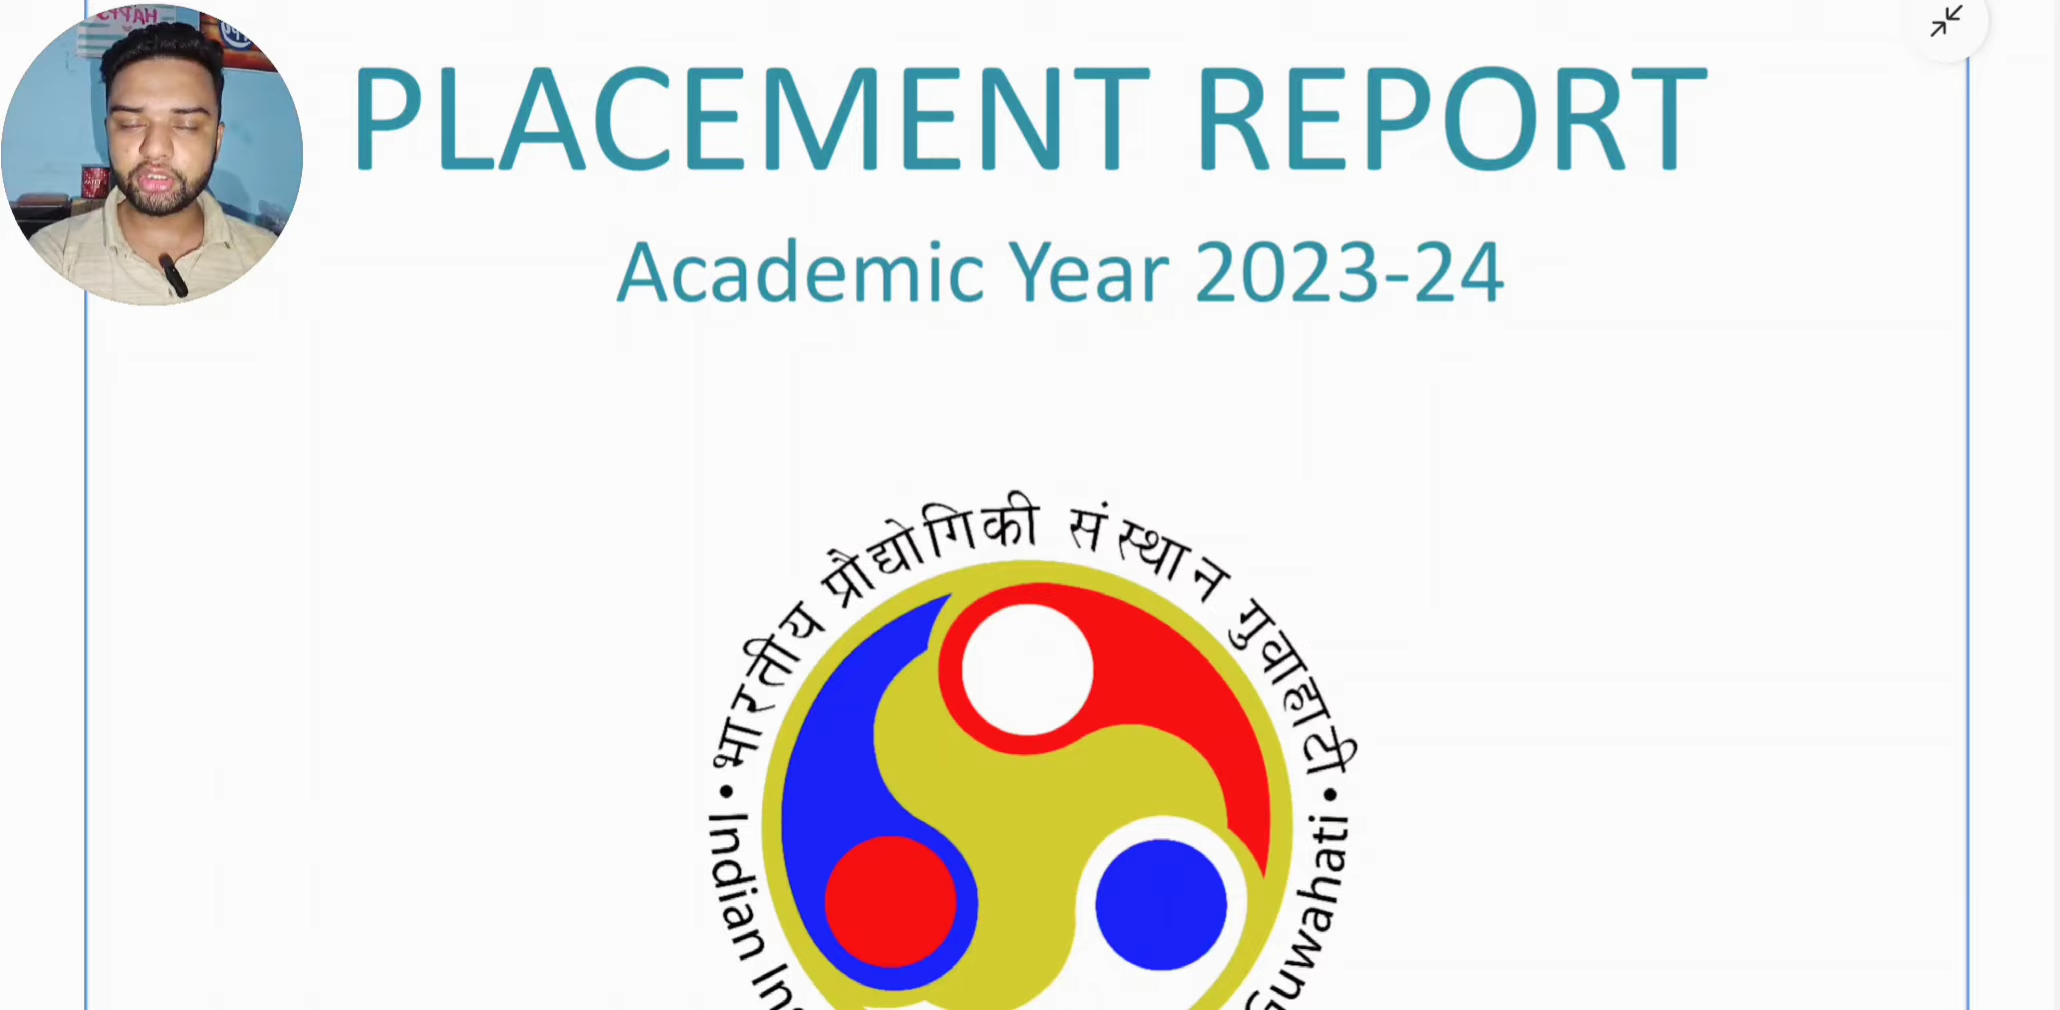 PLACEMENT REPORT
Academic Year 2023-24
• भारतीय प्रौद्योगिकी संस्थान गुवाहाटी •
Indian
Guwahati